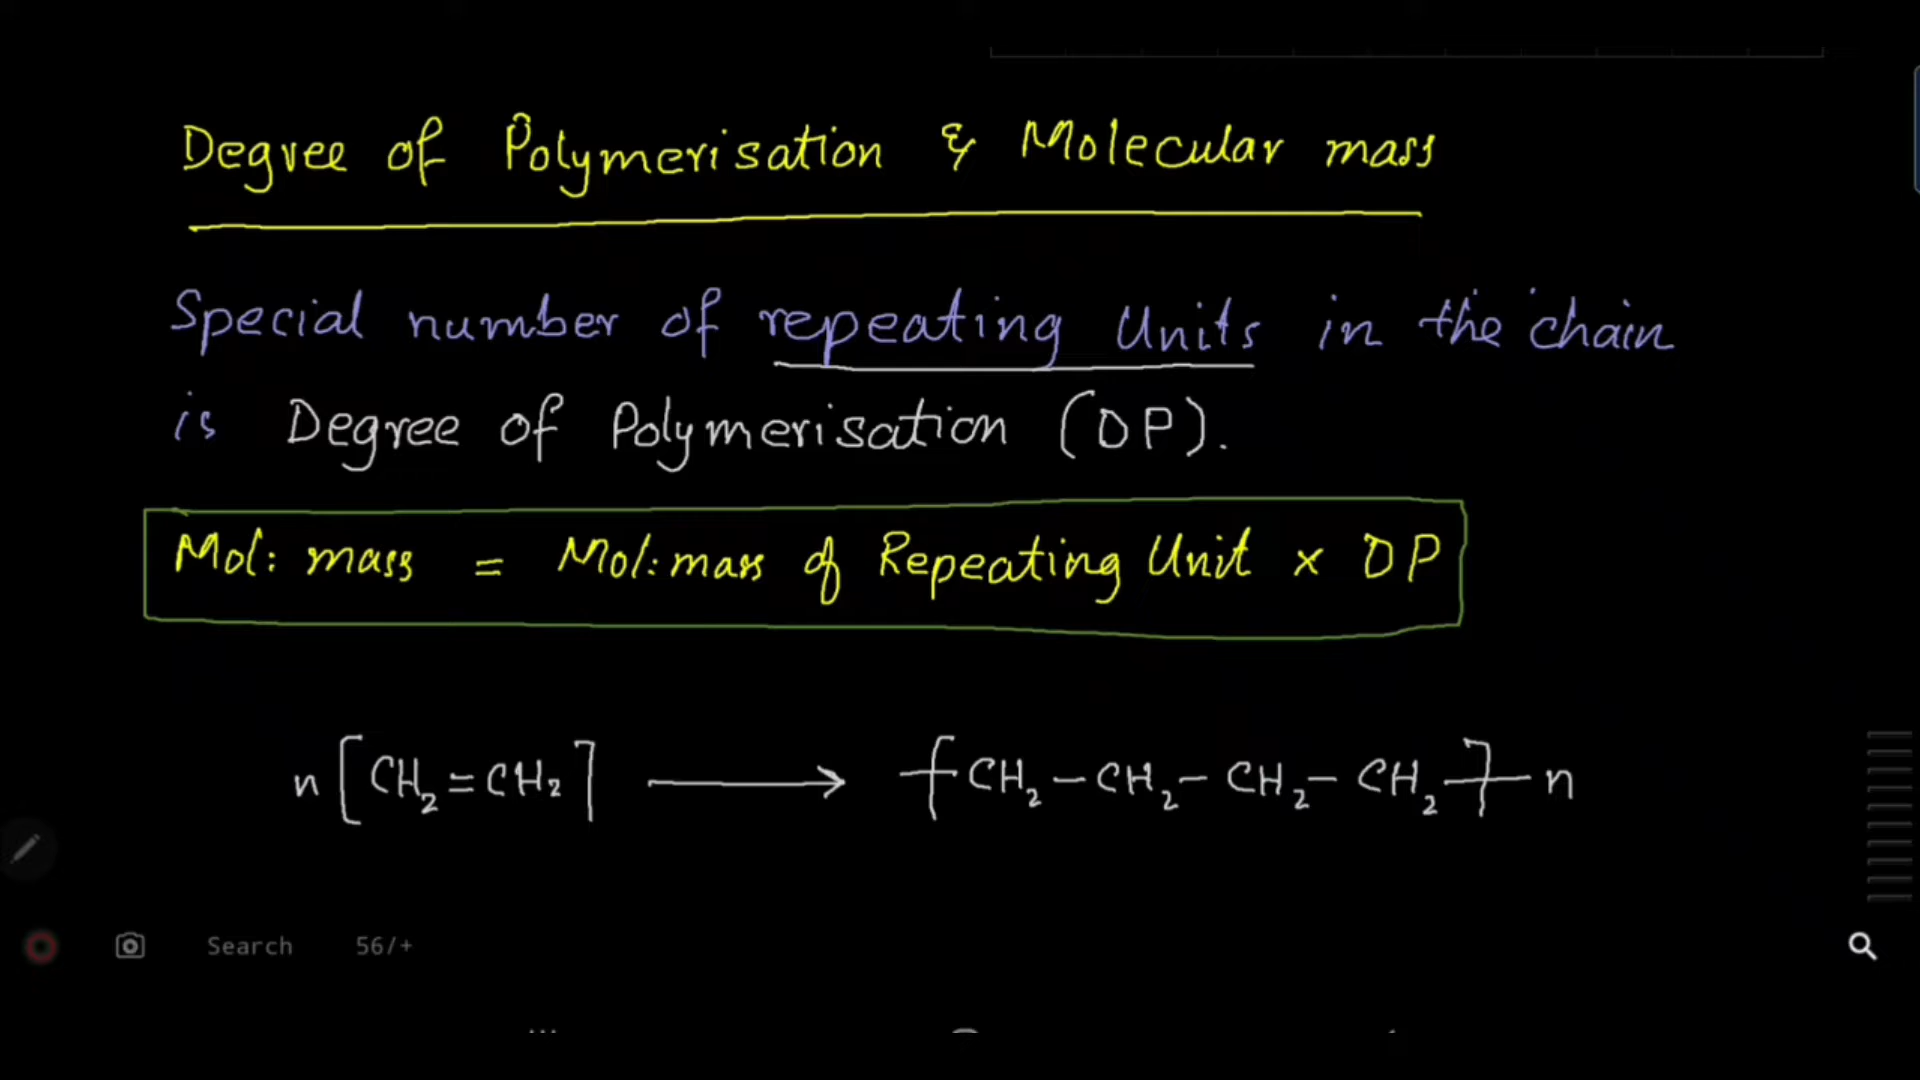 Degree of Polymerisation & Molecular mass
Special number of repeating Units in the chain
is Degree of Polymerisation (DP).
Mol: mass = Mol: mass of Repeating Unit × DP
n[CH₂=CH₂] ⟶ [CH₂–CH₂–CH₂–CH₂]n
Search 56/+